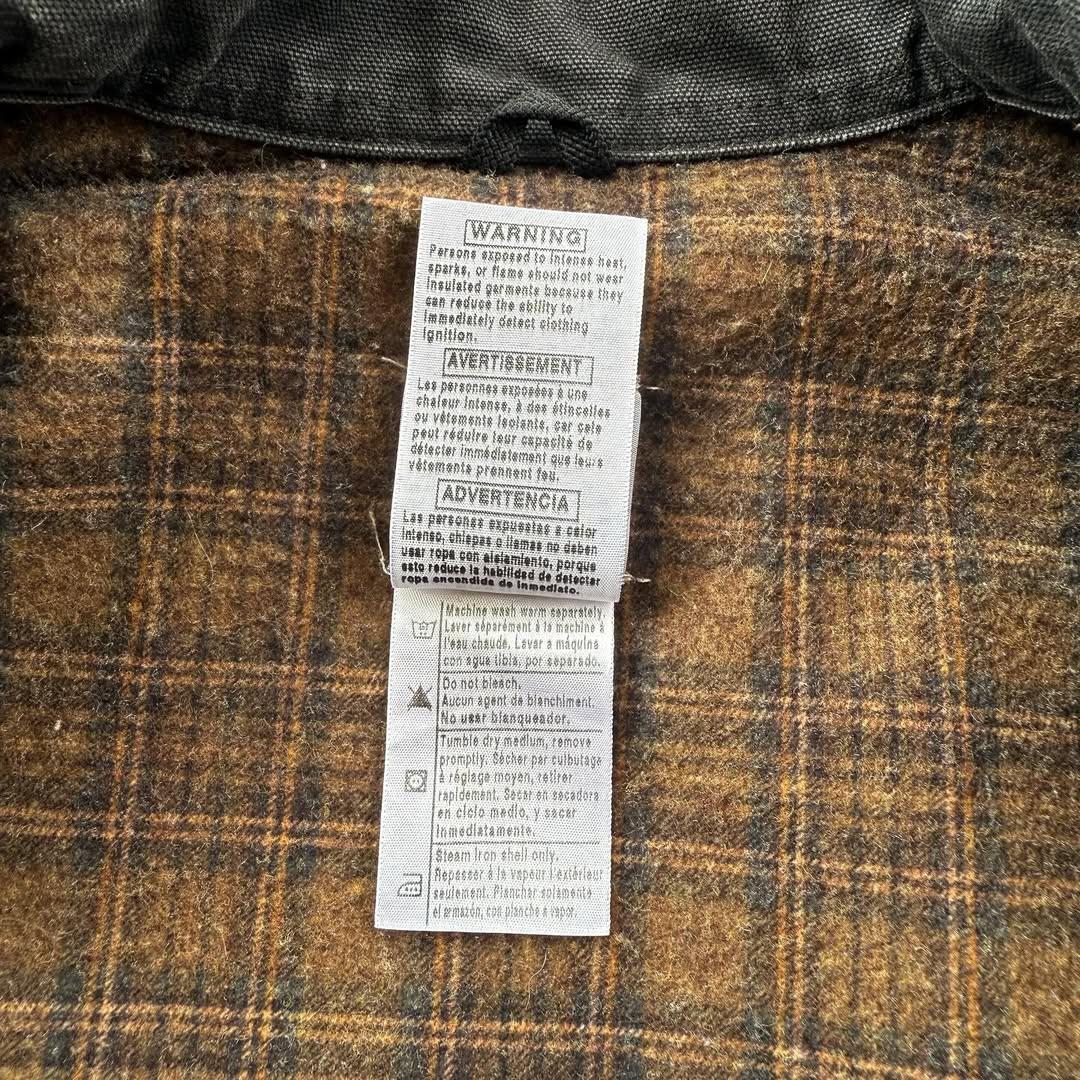 WARNING
Persons exposed to intense heat,
sparks, or flame should not wear
insulated garments because they
can reduce the ability to
immediately detect clothing
ignition.
AVERTISSEMENT
Les personnes exposées à une
chaleur intense, à des étincelles
ou vêtements isolants, car cela
peut réduire leur capacité de
détecter immédiatement que leurs
vêtements prennent feu.
ADVERTENCIA
Las personas expuestas a calor
intenso, chispas o llamas no deben
usar ropa con aislamiento, porque
esto reduce la habilidad de detectar
ropa encendida de inmediato.
Machine wash warm separately.
Laver séparément à la machine à
l'eau chaude. Lavar a máquina
con agua tibia, por separado.
Do not bleach.
Aucun agent de blanchiment.
No usar blanqueador.
Tumble dry medium, remove
promptly. Sécher par culbutage
à réglage moyen, retirer
rapidement. Secar en secadora
en ciclo medio, y sacar
inmediatamente.
Steam iron shell only.
Repasser à la vapeur l'extérieur
seulement. Planchar solamente
el armazón, con plancha a vapor.